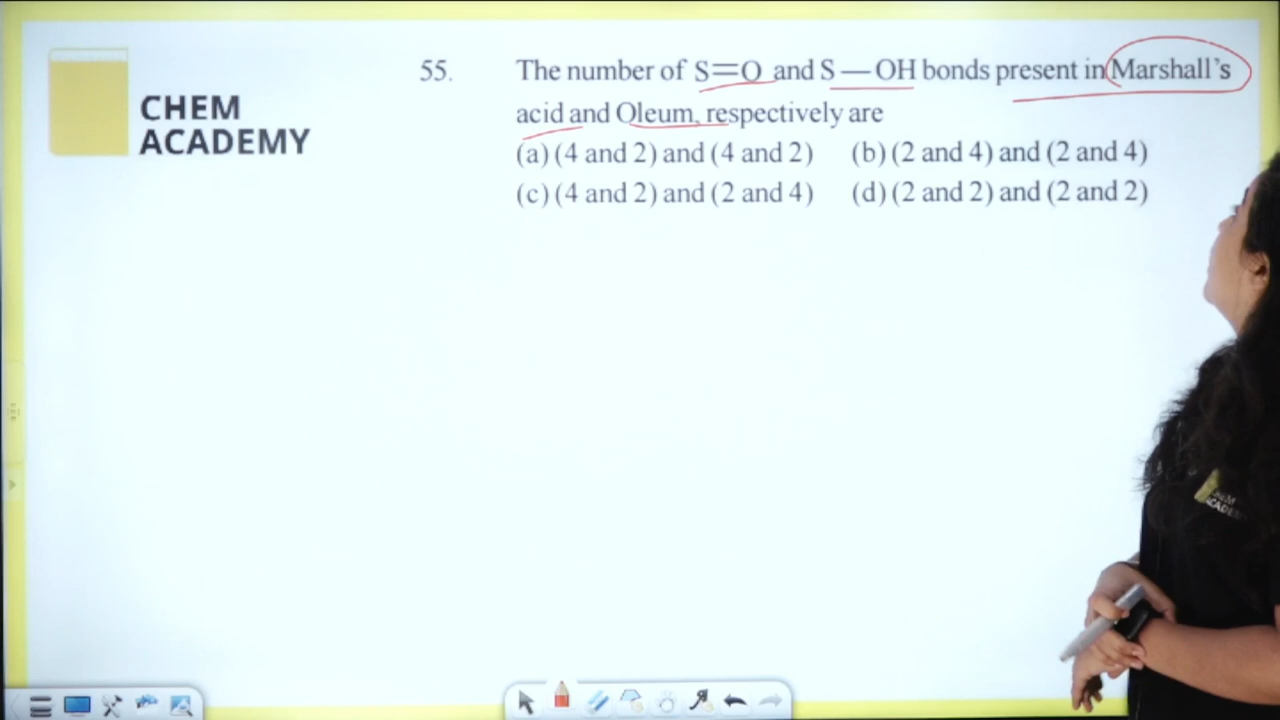 CHEM
ACADEMY
55. The number of S=O and S—OH bonds present in Marshall's
acid and Oleum, respectively are
(a) (4 and 2) and (4 and 2) (b) (2 and 4) and (2 and 4)
(c) (4 and 2) and (2 and 4) (d) (2 and 2) and (2 and 2)